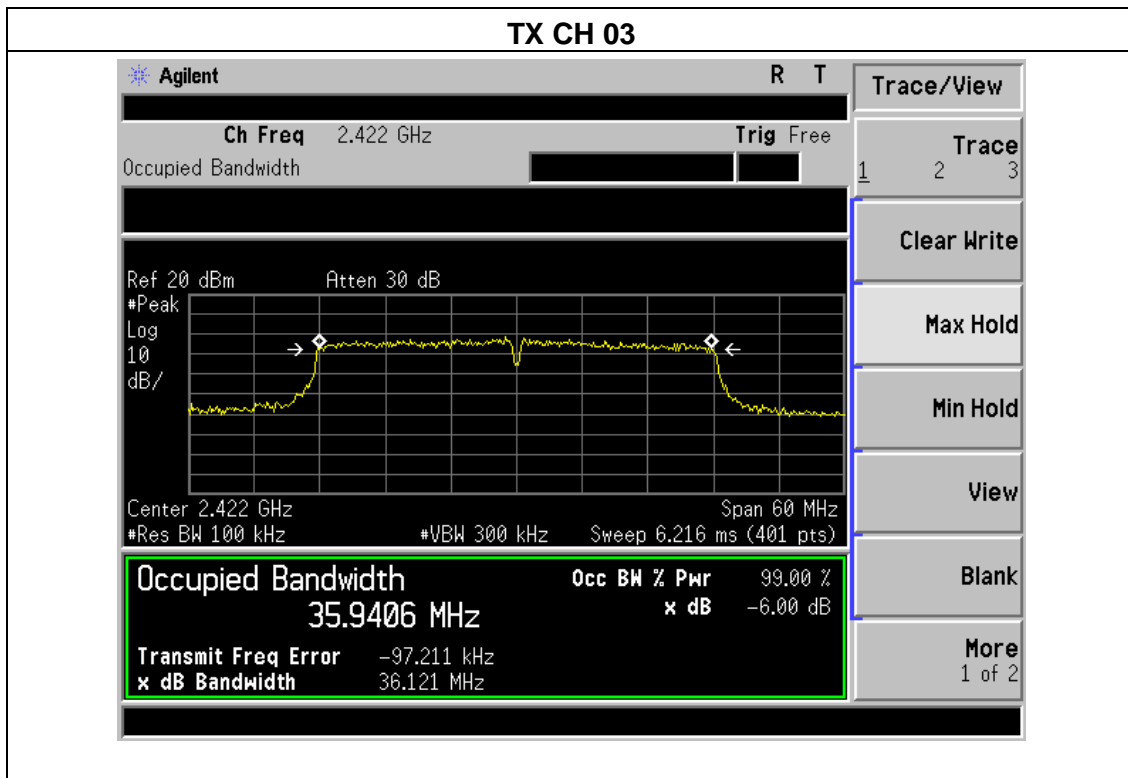 TX CH 03
Agilent R T
Ch Freq 2.422 GHz Trig Free
Occupied Bandwidth
Ref 20 dBm Atten 30 dB
#Peak
Log
10
dB/
Center 2.422 GHz Span 60 MHz
#Res BW 100 kHz #VBW 300 kHz Sweep 6.216 ms (401 pts)
Occupied Bandwidth Occ BW % Pwr 99.00 %
35.9406 MHz x dB -6.00 dB
Transmit Freq Error -97.211 kHz
x dB Bandwidth 36.121 MHz
Trace/View
Trace
1 2 3
Clear Write
Max Hold
Min Hold
View
Blank
More
1 of 2